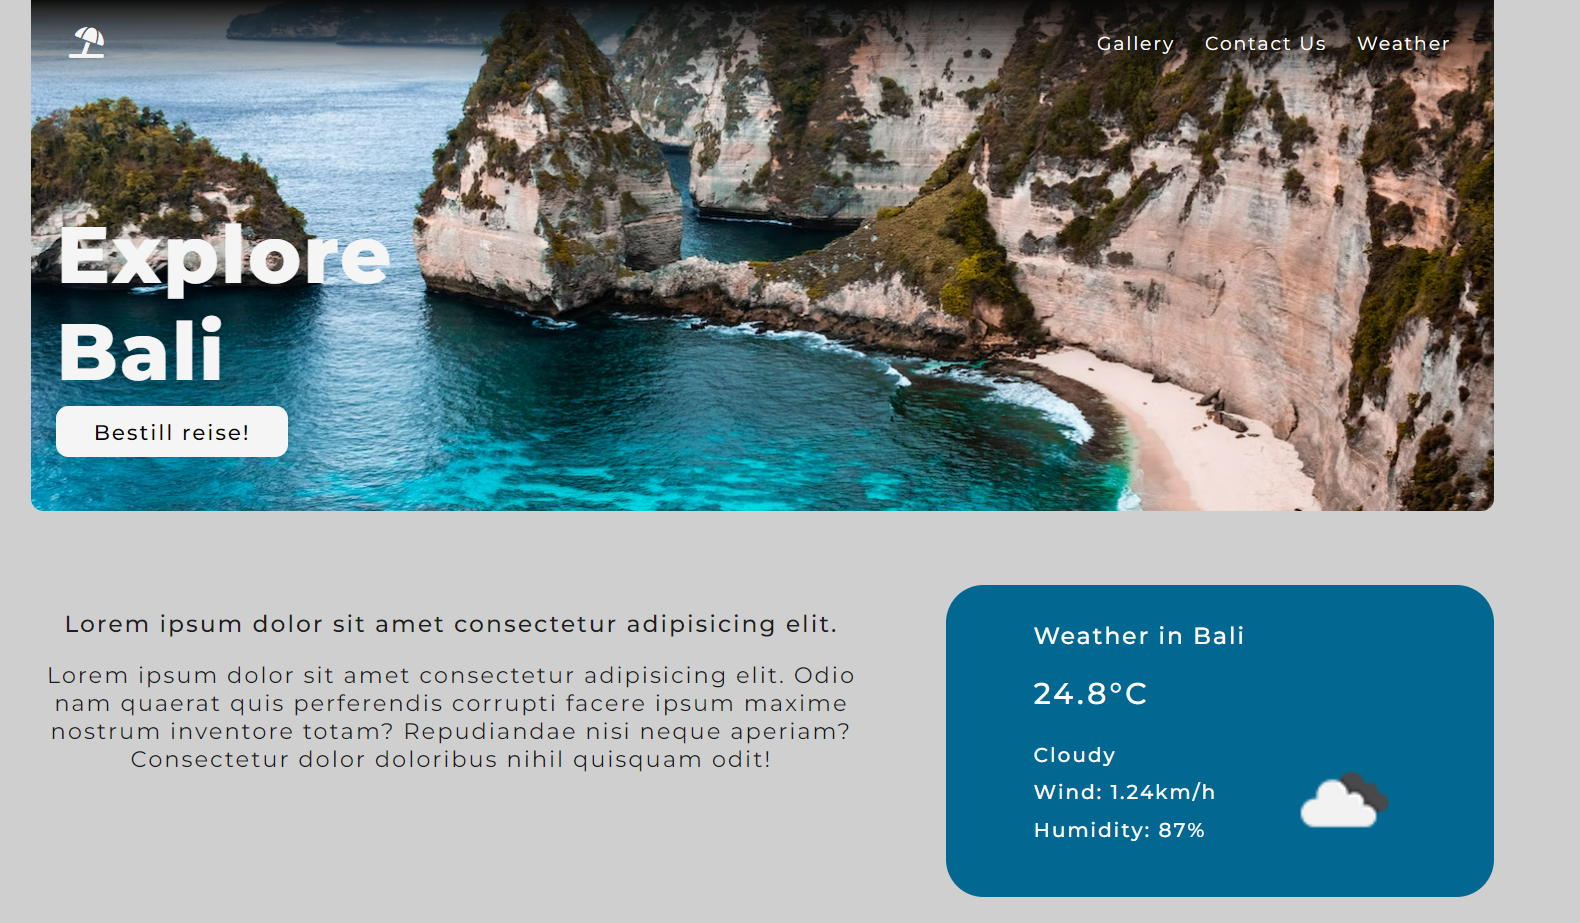 Gallery Contact Us Weather
Explore
Bali
Bestill reise!
Lorem ipsum dolor sit amet consectetur adipisicing elit.
Lorem ipsum dolor sit amet consectetur adipisicing elit. Odio
nam quaerat quis perferendis corrupti facere ipsum maxime
nostrum inventore totam? Repudiandae nisi neque aperiam?
Consectetur dolor doloribus nihil quisquam odit!
Weather in Bali
24.8°C
Cloudy
Wind: 1.24km/h
Humidity: 87%